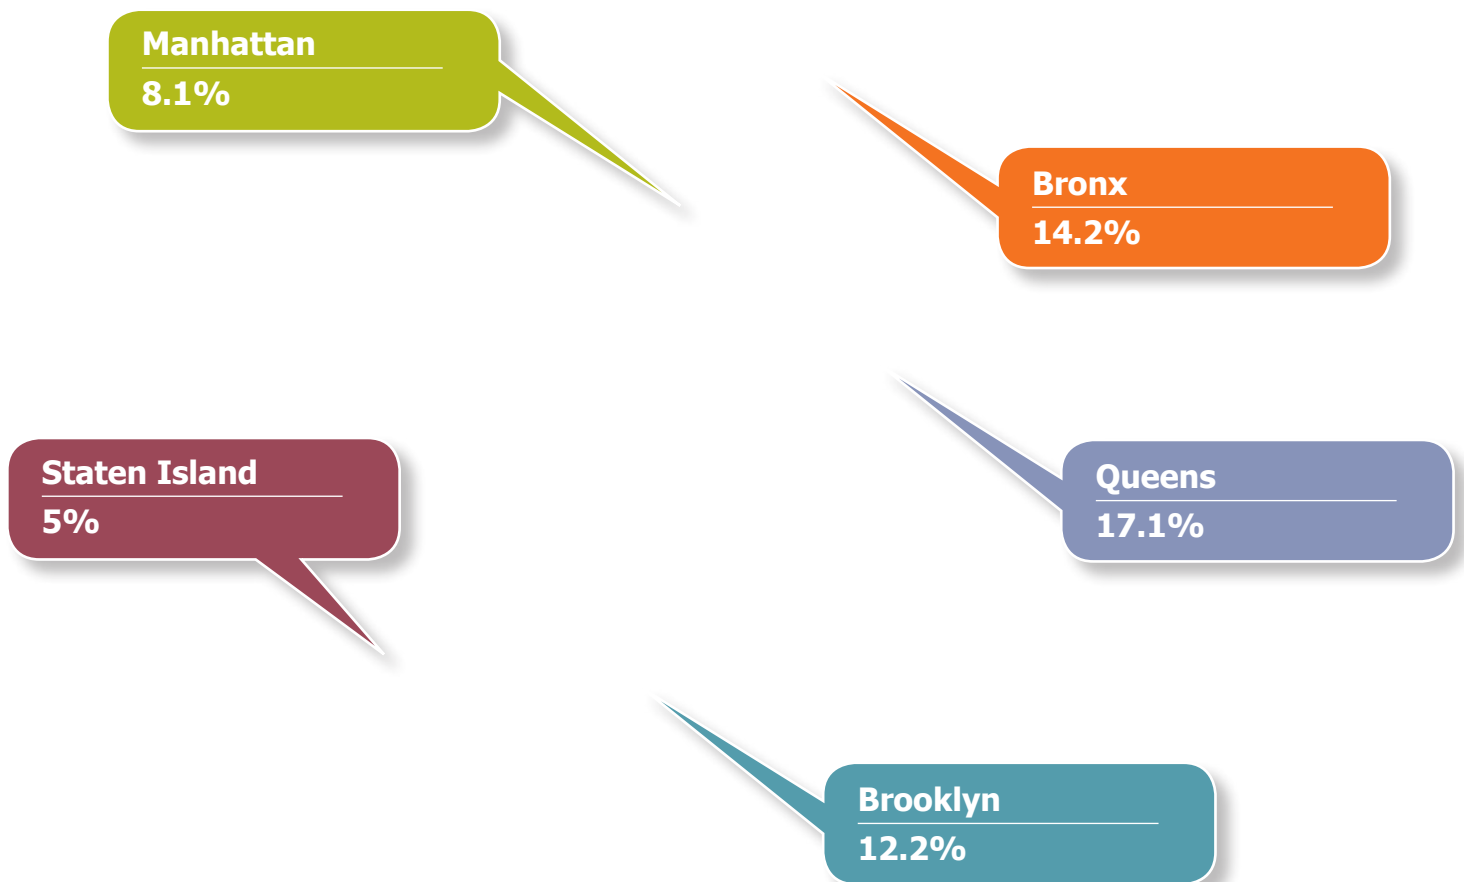 Manhattan
8.1%
Bronx
14.2%
Staten Island
5%
Queens
17.1%
Brooklyn
12.2%